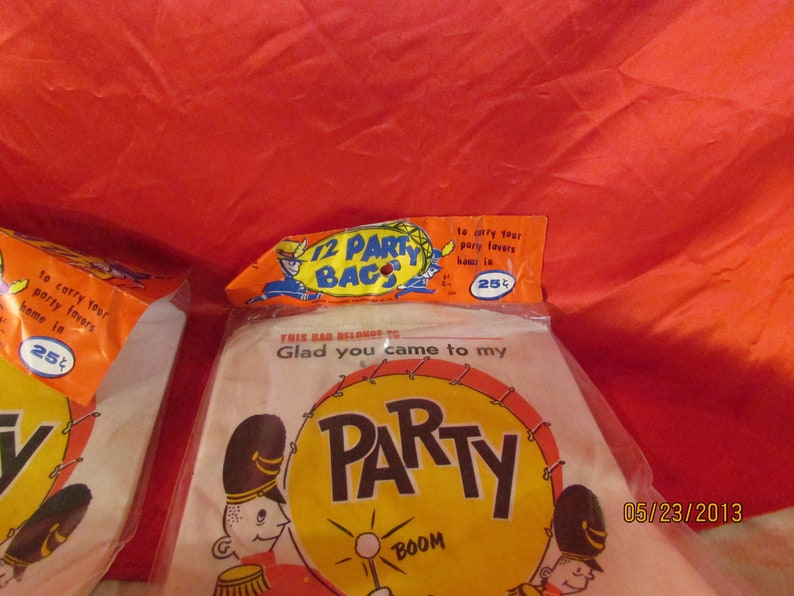 to carry your
party favors
home in
25¢
Y
12 PARTY
BAGS
to carry your
party favors
home in
25¢
THIS BAG BELONGS TO
Glad you came to my
PARTY
BOOM
05/23/2013